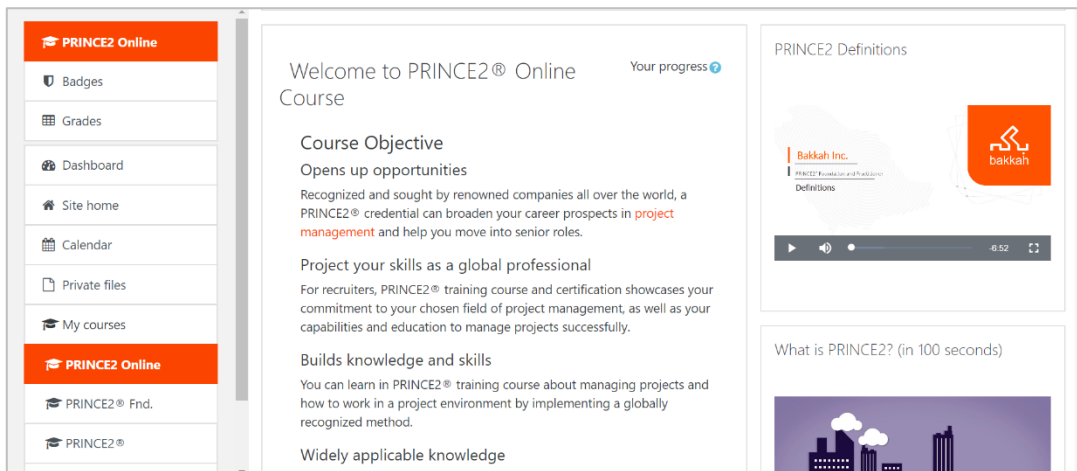 PRINCE2 Online
Badges
Grades
Dashboard
Site home
Calendar
Private files
My courses
PRINCE2 Online
PRINCE2® Fnd.
PRINCE2®
Welcome to PRINCE2® Online
Course
Your progress
Course Objective
Opens up opportunities
Recognized and sought by renowned companies all over the world, a
PRINCE2® credential can broaden your career prospects in project
management and help you move into senior roles.
Project your skills as a global professional
For recruiters, PRINCE2® training course and certification showcases your
commitment to your chosen field of project management, as well as your
capabilities and education to manage projects successfully.
Builds knowledge and skills
You can learn in PRINCE2® training course about managing projects and
how to work in a project environment by implementing a globally
recognized method.
Widely applicable knowledge
PRINCE2 Definitions
Bakkah Inc.
PRINCE2® Foundation and Practitioner
Definitions
bakkah
-6:52
What is PRINCE2? (in 100 seconds)